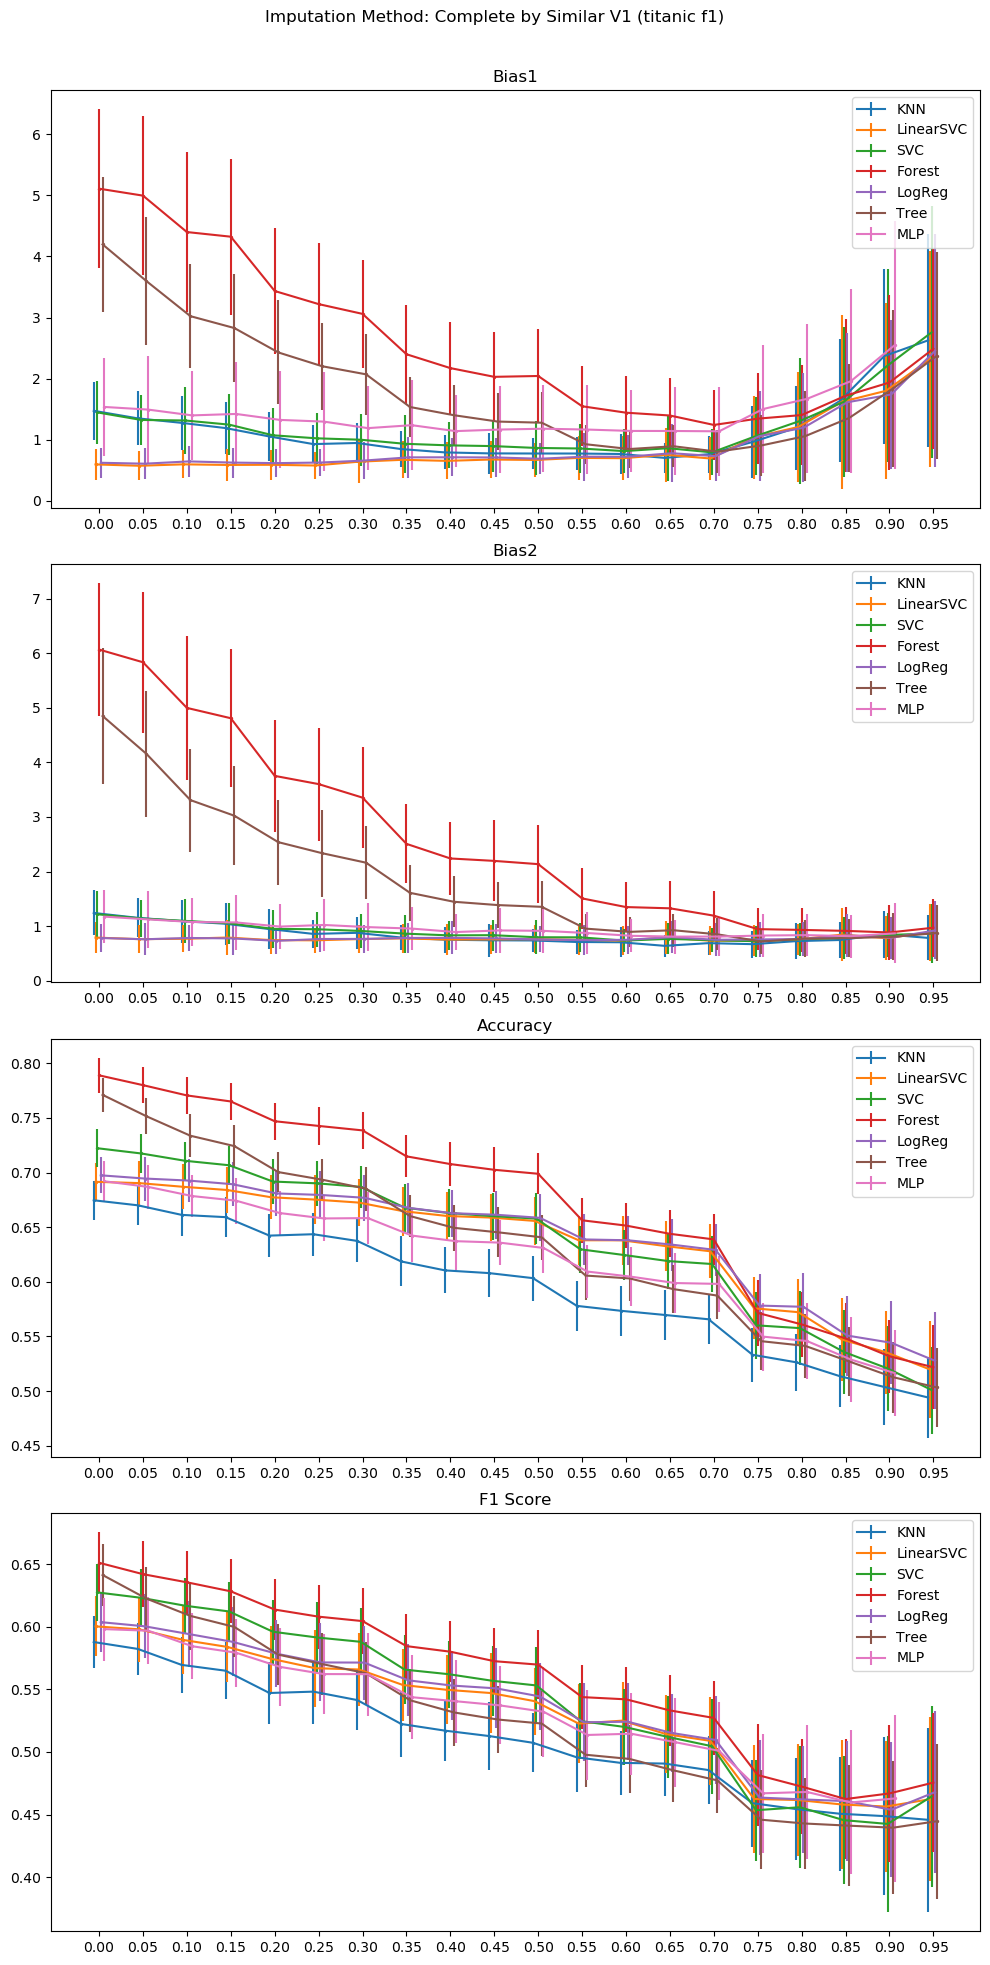 Imputation Method: Complete by Similar V1 (titanic f1)
Bias1
6
5
4
3
2
1
0
KNN
LinearSVC
SVC
Forest
LogReg
Tree
MLP
0.00 0.05 0.10 0.15 0.20 0.25 0.30 0.35 0.40 0.45 0.50 0.55 0.60 0.65 0.70 0.75 0.80 0.85 0.90 0.95
Bias2
7
6
5
4
3
2
1
0
KNN
LinearSVC
SVC
Forest
LogReg
Tree
MLP
0.00 0.05 0.10 0.15 0.20 0.25 0.30 0.35 0.40 0.45 0.50 0.55 0.60 0.65 0.70 0.75 0.80 0.85 0.90 0.95
Accuracy
0.80
0.75
0.70
0.65
0.60
0.55
0.50
0.45
KNN
LinearSVC
SVC
Forest
LogReg
Tree
MLP
0.00 0.05 0.10 0.15 0.20 0.25 0.30 0.35 0.40 0.45 0.50 0.55 0.60 0.65 0.70 0.75 0.80 0.85 0.90 0.95
F1 Score
0.65
0.60
0.55
0.50
0.45
0.40
KNN
LinearSVC
SVC
Forest
LogReg
Tree
MLP
0.00 0.05 0.10 0.15 0.20 0.25 0.30 0.35 0.40 0.45 0.50 0.55 0.60 0.65 0.70 0.75 0.80 0.85 0.90 0.95